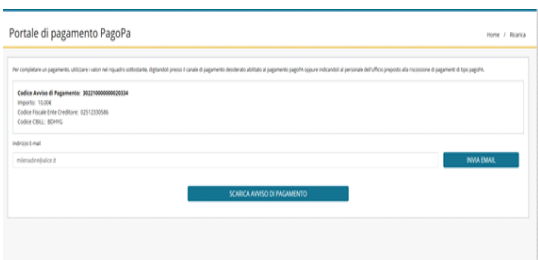 Portale di pagamento PagoPa
Home / Ricarica
Per completare un pagamento, utilizzare i valori nel riquadro sottostante, digitandoli presso il canale di pagamento desiderato abilitato al pagamento pagoPA oppure indicandoli al personale dell'ufficio preposto alla riscossione di pagamenti di tipo pagoPA.
Codice Avviso di Pagamento:
Importo: 10,00€
Codice Fiscale Ente Creditore: 02512330586
Codice CBILL: BDHYG
Indirizzo E-mail
INVIA EMAIL
SCARICA AVVISO DI PAGAMENTO